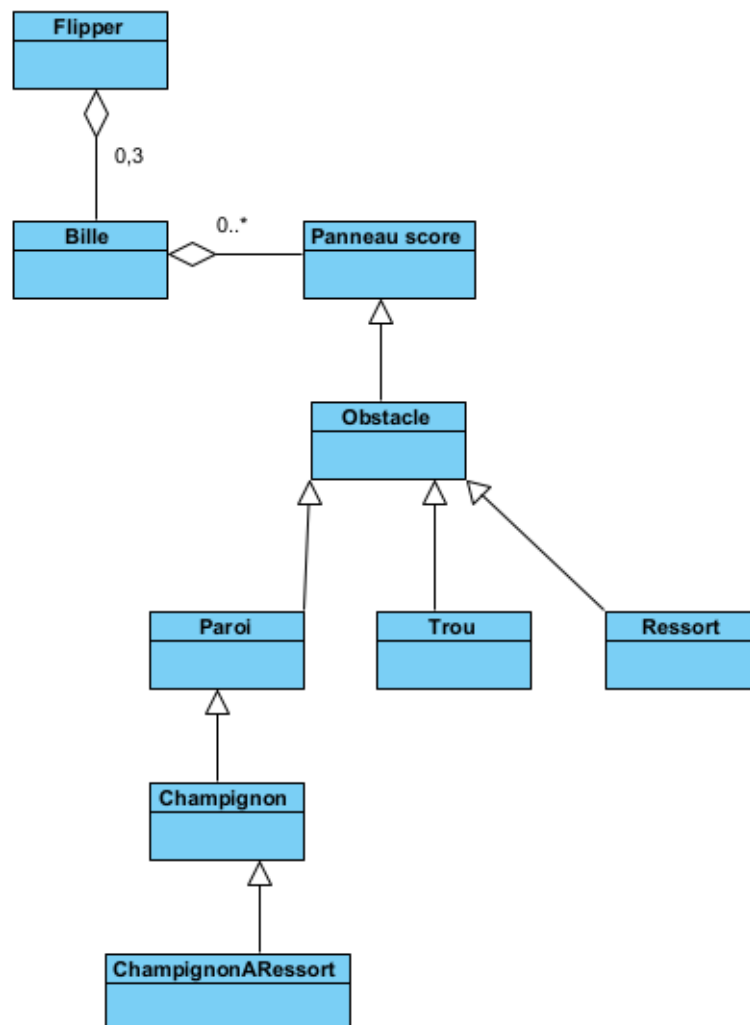 Flipper
0,3
Bille
0..*
Panneau score
Obstacle
Paroi
Trou
Ressort
Champignon
ChampignonARessort